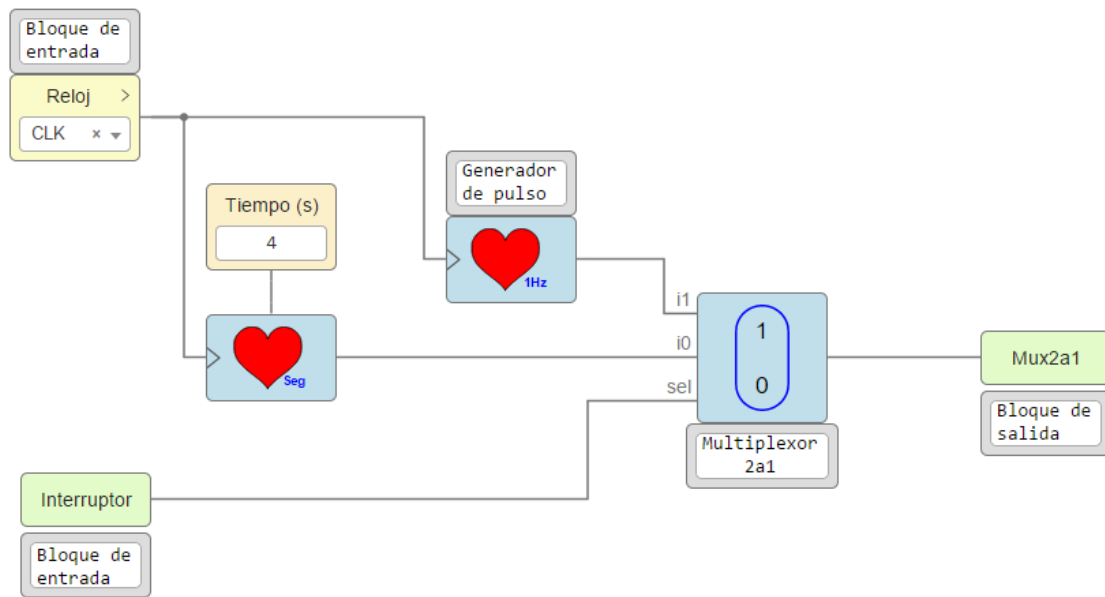 Bloque de
entrada
Reloj >
CLK × ▾
Generador
de pulso
Tiempo (s)
4
1Hz
Seg
i1
i0
sel
1
0
Multiplexor
2a1
Mux2a1
Bloque de
salida
Interruptor
Bloque de
entrada